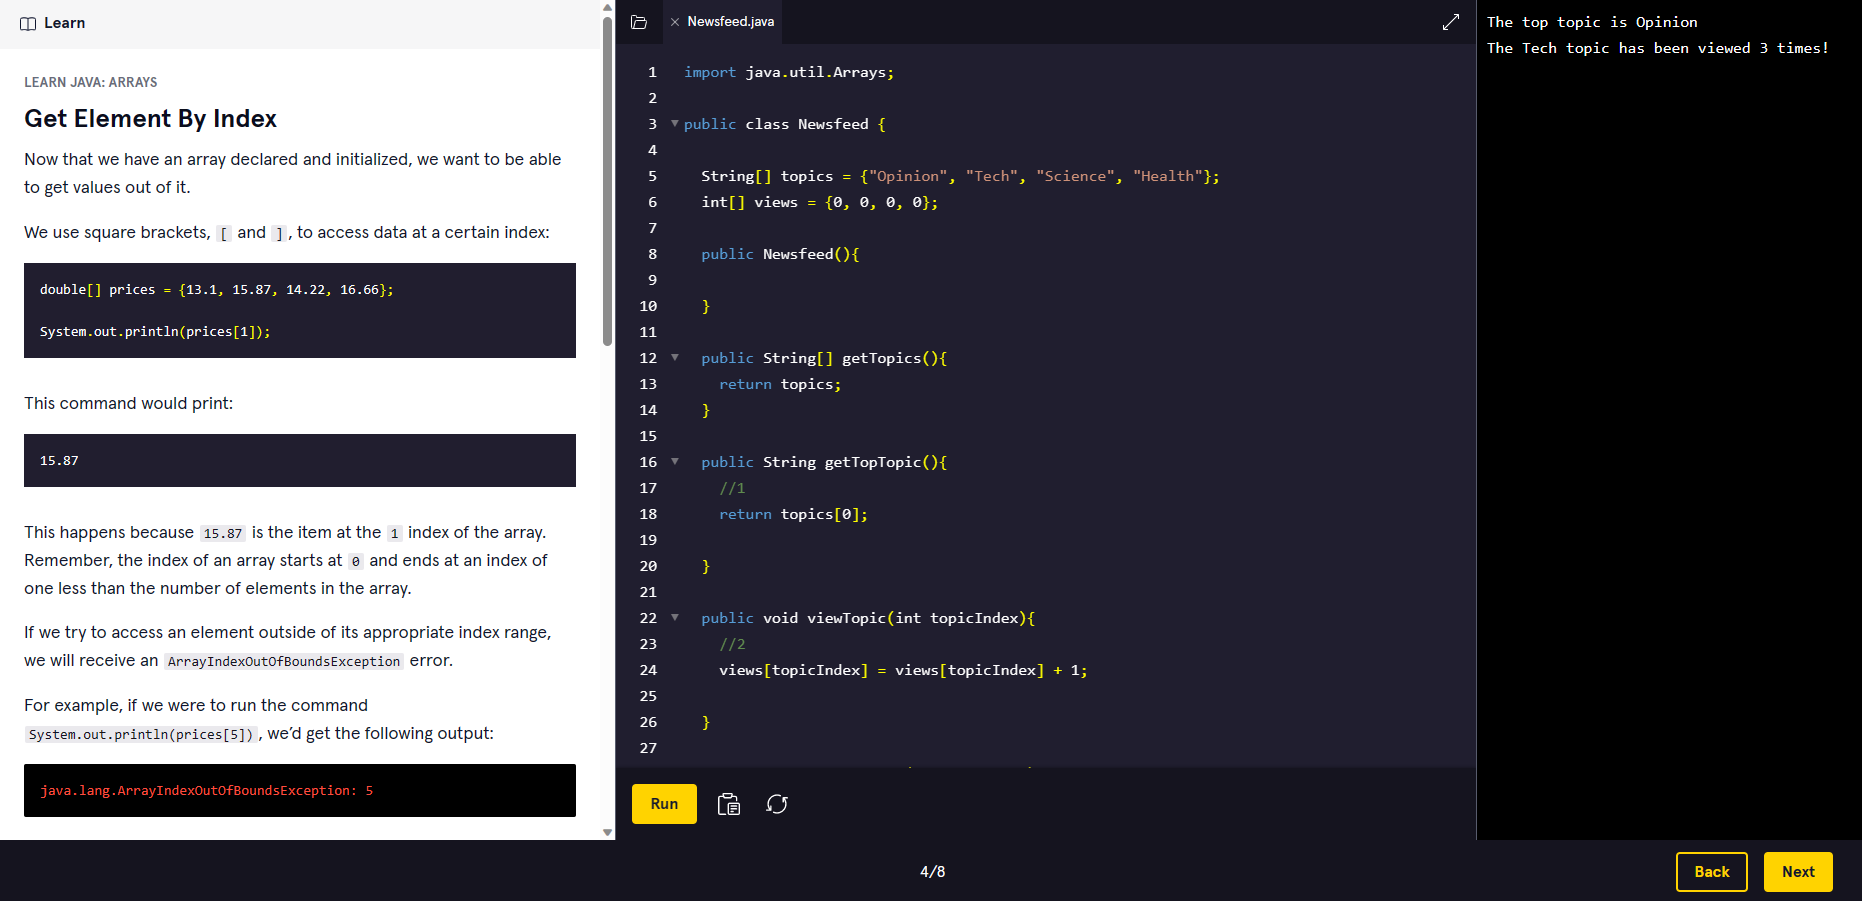 Learn
LEARN JAVA: ARRAYS
Get Element By Index
Now that we have an array declared and initialized, we want to be able
to get values out of it.
We use square brackets, [ and ], to access data at a certain index:
double[] prices = {13.1, 15.87, 14.22, 16.66};
System.out.println(prices[1]);
This command would print:
15.87
This happens because 15.87 is the item at the 1 index of the array.
Remember, the index of an array starts at 0 and ends at an index of
one less than the number of elements in the array.
If we try to access an element outside of its appropriate index range,
we will receive an ArrayIndexOutOfBoundsException error.
For example, if we were to run the command
System.out.println(prices[5]), we’d get the following output:
java.lang.ArrayIndexOutOfBoundsException: 5
Newsfeed.java
1 import java.util.Arrays;
2
3 public class Newsfeed {
4
5 String[] topics = {"Opinion", "Tech", "Science", "Health"};
6 int[] views = {0, 0, 0, 0};
7
8 public Newsfeed(){
9
10 }
11
12 public String[] getTopics(){
13 return topics;
14 }
15
16 public String getTopTopic(){
17 //1
18 return topics[0];
19
20 }
21
22 public void viewTopic(int topicIndex){
23 //2
24 views[topicIndex] = views[topicIndex] + 1;
25
26 }
27
Run
The top topic is Opinion
The Tech topic has been viewed 3 times!
4/8
Back
Next